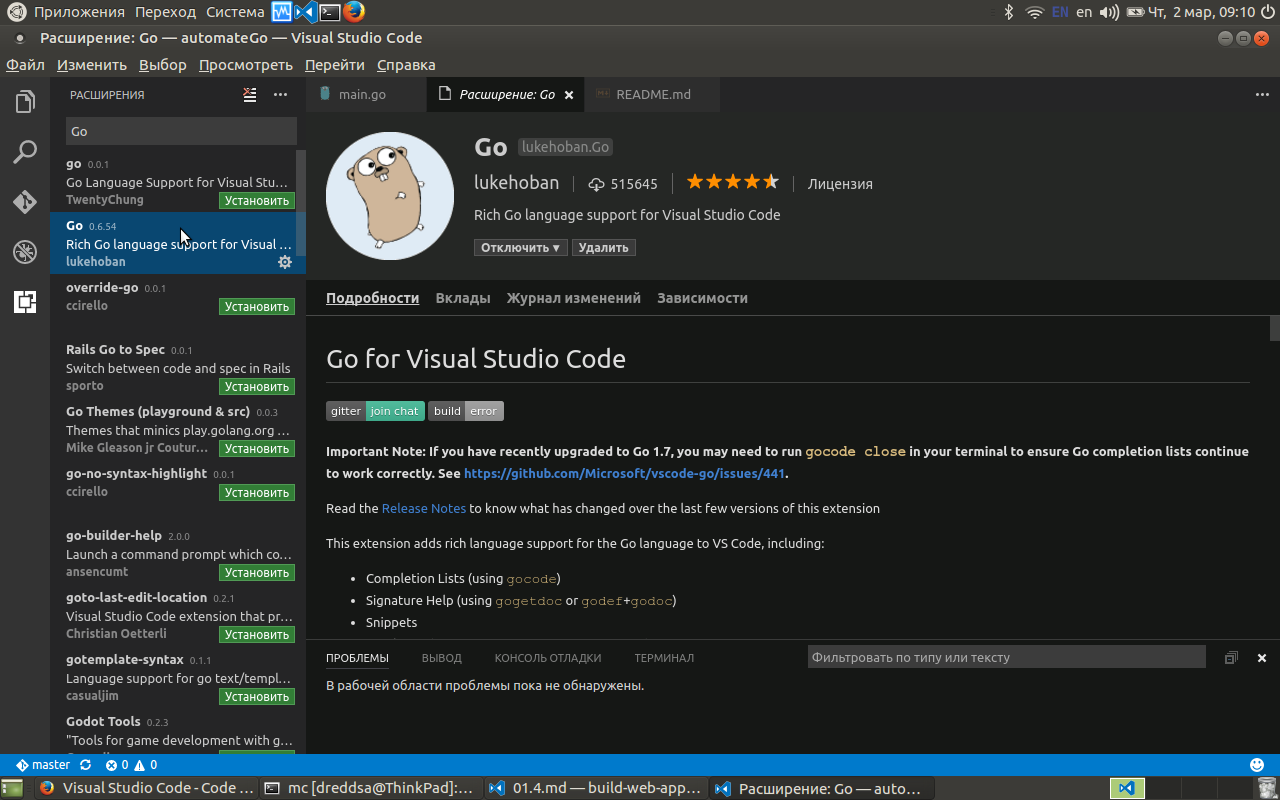 Приложения Переход Система
EN en Чт, 2 мар, 09:10
Расширение: Go — automateGo — Visual Studio Code
Файл Изменить Выбор Просмотреть Перейти Справка
РАСШИРЕНИЯ
Go
go 0.0.1
Go Language Support for Visual Stu…
TwentyChung Установить
Go 0.6.54
Rich Go language support for Visual …
lukehoban
override-go 0.0.1
ccirello Установить
Rails Go to Spec 0.0.1
Switch between code and spec in Rails
sporto Установить
Go Themes (playground & src) 0.0.3
Themes that minics play.golang.org …
Mike Gleason jr Coutur… Установить
go-no-syntax-highlight 0.0.1
ccirello Установить
go-builder-help 2.0.0
Launch a command prompt which co…
ansencumt Установить
goto-last-edit-location 0.2.1
Visual Studio Code extension that pr…
Christian Oetterli Установить
gotemplate-syntax 0.1.1
Language support for go text/templ…
casualjim Установить
Godot Tools 0.2.3
"Tools for game development with g…
main.go Расширение: Go README.md
Go lukehoban.Go
lukehoban 515645 Лицензия
Rich Go language support for Visual Studio Code
Отключить Удалить
Подробности Вклады Журнал изменений Зависимости
Go for Visual Studio Code
gitter join chat build error
Important Note: If you have recently upgraded to Go 1.7, you may need to run gocode close in your terminal to ensure Go completion lists continue
to work correctly. See https://github.com/Microsoft/vscode-go/issues/441.
Read the Release Notes to know what has changed over the last few versions of this extension
This extension adds rich language support for the Go language to VS Code, including:
• Completion Lists (using gocode)
• Signature Help (using gogetdoc or godef+godoc)
• Snippets
ПРОБЛЕМЫ ВЫВОД КОНСОЛЬ ОТЛАДКИ ТЕРМИНАЛ Фильтровать по типу или тексту
В рабочей области проблемы пока не обнаружены.
master 0 0
Visual Studio Code - Code … mc [dreddsa@ThinkPad]:… 01.4.md — build-web-app… Расширение: Go — auto…